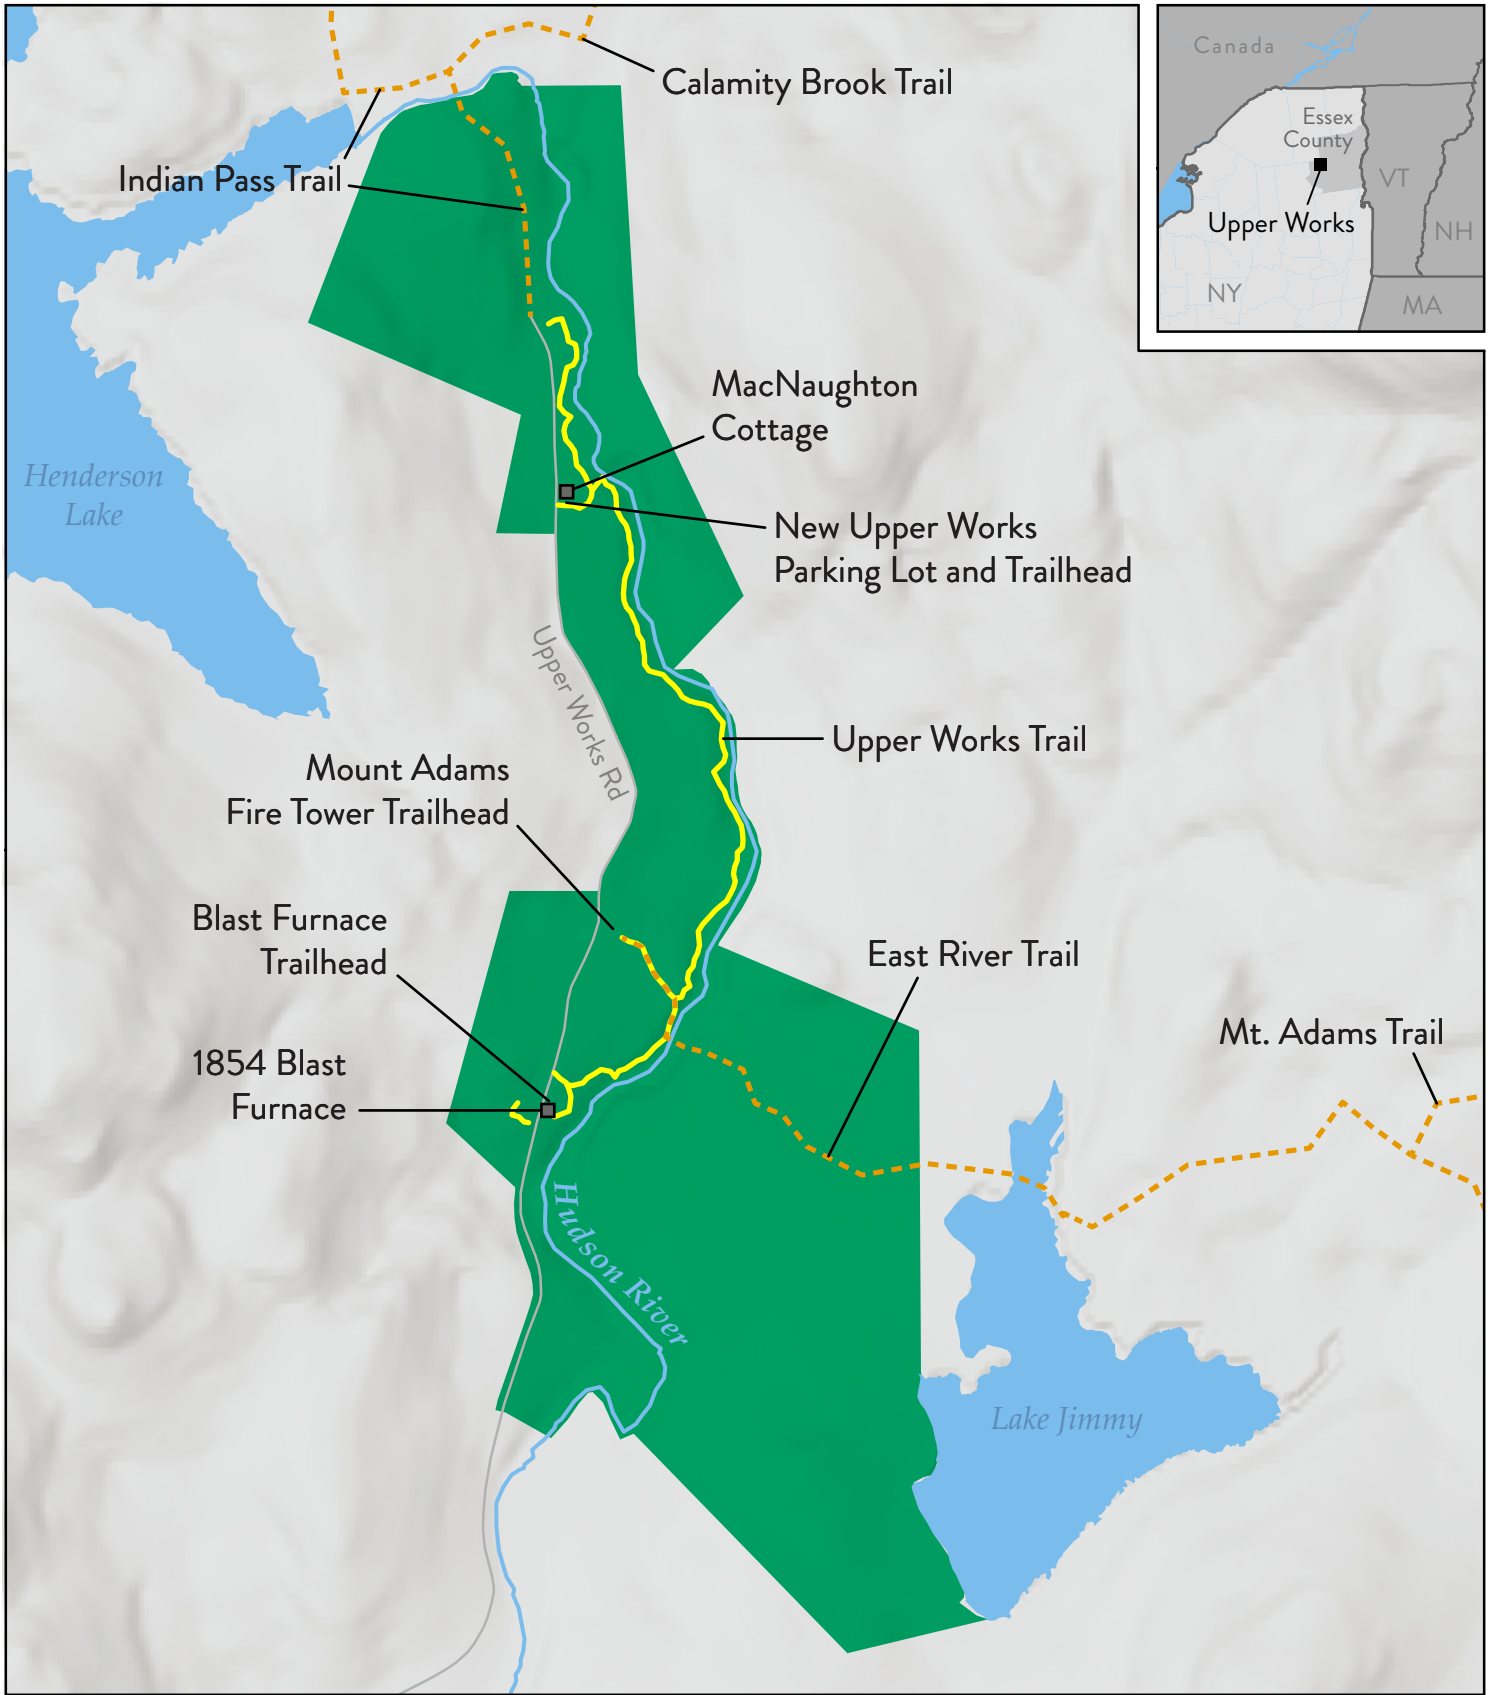 Calamity Brook Trail
Indian Pass Trail
Canada
Essex
County
VT
Upper Works
NH
NY
MA
MacNaughton
Cottage
Henderson
Lake
New Upper Works
Parking Lot and Trailhead
Upper Works Rd
Upper Works Trail
Mount Adams
Fire Tower Trailhead
Blast Furnace
Trailhead
East River Trail
Mt. Adams Trail
1854 Blast
Furnace
Hudson River
Lake Jimmy